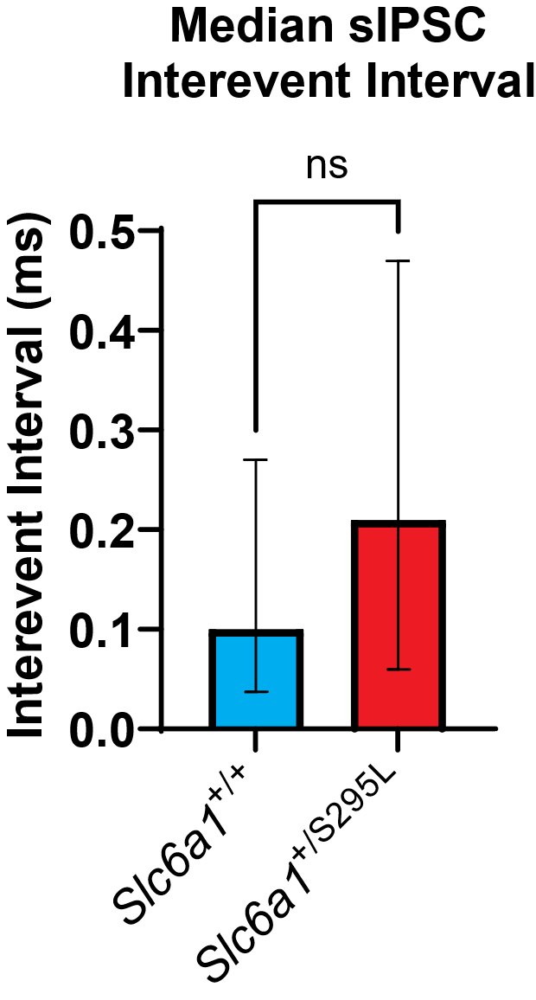 Median sIPSC
Interevent Interval
ns
Interevent Interval (ms)
0.5
0.4
0.3
0.2
0.1
0.0
Slc6a1+/+
Slc6a1+/S295L